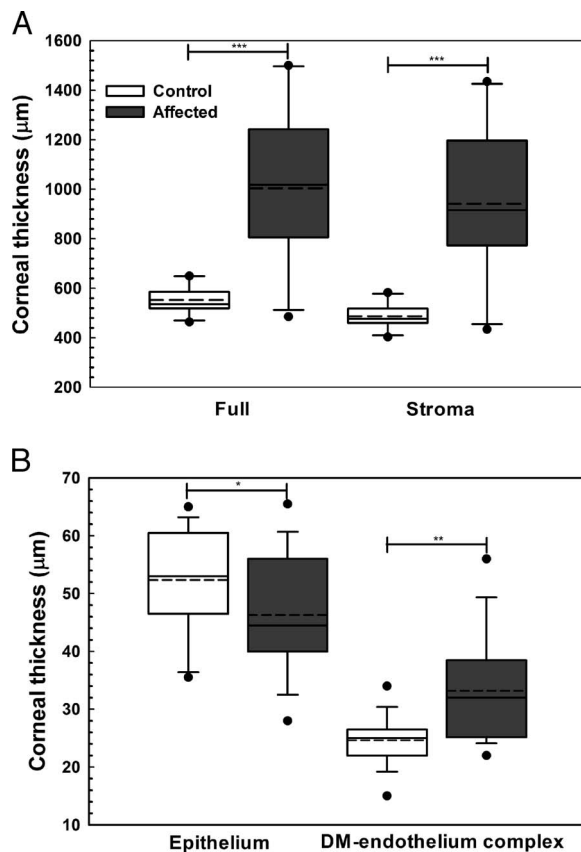 A
Corneal thickness (µm)
1600
1400
1200
1000
800
600
400
200
***
***
Control
Affected
Full
Stroma
B
Corneal thickness (µm)
70
60
50
40
30
20
10
*
**
Epithelium
DM-endothelium complex